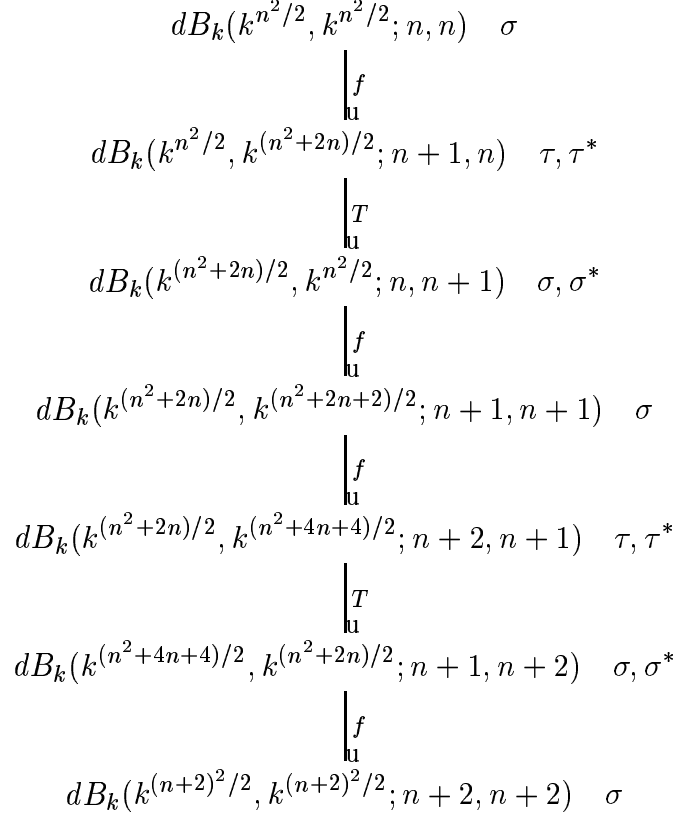 dB_k(k^{n^2/2}, k^{n^2/2}; n, n) σ
f
u
dB_k(k^{n^2/2}, k^{(n^2+2n)/2}; n + 1, n) τ, τ^*
T
u
dB_k(k^{(n^2+2n)/2}, k^{n^2/2}; n, n + 1) σ, σ^*
f
u
dB_k(k^{(n^2+2n)/2}, k^{(n^2+2n+2)/2}; n + 1, n + 1) σ
f
u
dB_k(k^{(n^2+2n)/2}, k^{(n^2+4n+4)/2}; n + 2, n + 1) τ, τ^*
T
u
dB_k(k^{(n^2+4n+4)/2}, k^{(n^2+2n)/2}; n + 1, n + 2) σ, σ^*
f
u
dB_k(k^{(n+2)^2/2}, k^{(n+2)^2/2}; n + 2, n + 2) σ